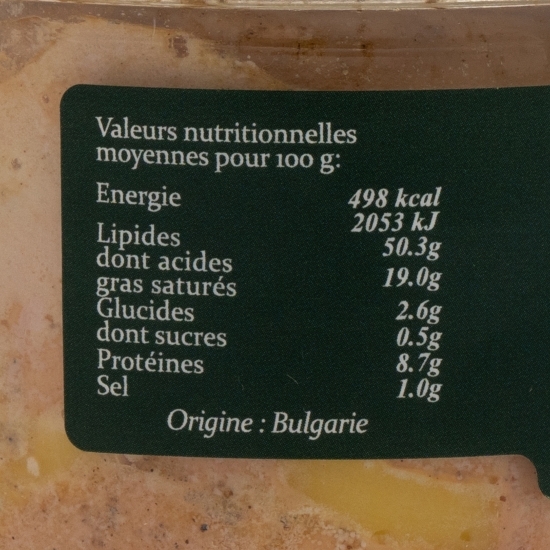 Valeurs nutritionnelles
moyennes pour 100 g:
Energie 498 kcal
2053 kJ
Lipides 50.3g
dont acides
gras saturés 19.0g
Glucides 2.6g
dont sucres 0.5g
Protéines 8.7g
Sel 1.0g
Origine : Bulgarie